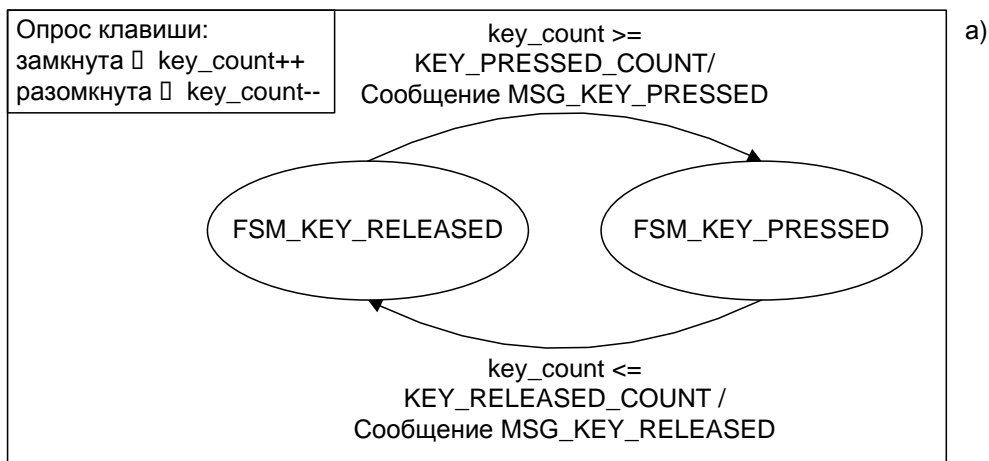 Опрос клавиши:
замкнута ▯ key_count++
разомкнута ▯ key_count--
key_count >=
KEY_PRESSED_COUNT/
Сообщение MSG_KEY_PRESSED
а)
FSM_KEY_RELEASED
FSM_KEY_PRESSED
key_count <=
KEY_RELEASED_COUNT /
Сообщение MSG_KEY_RELEASED